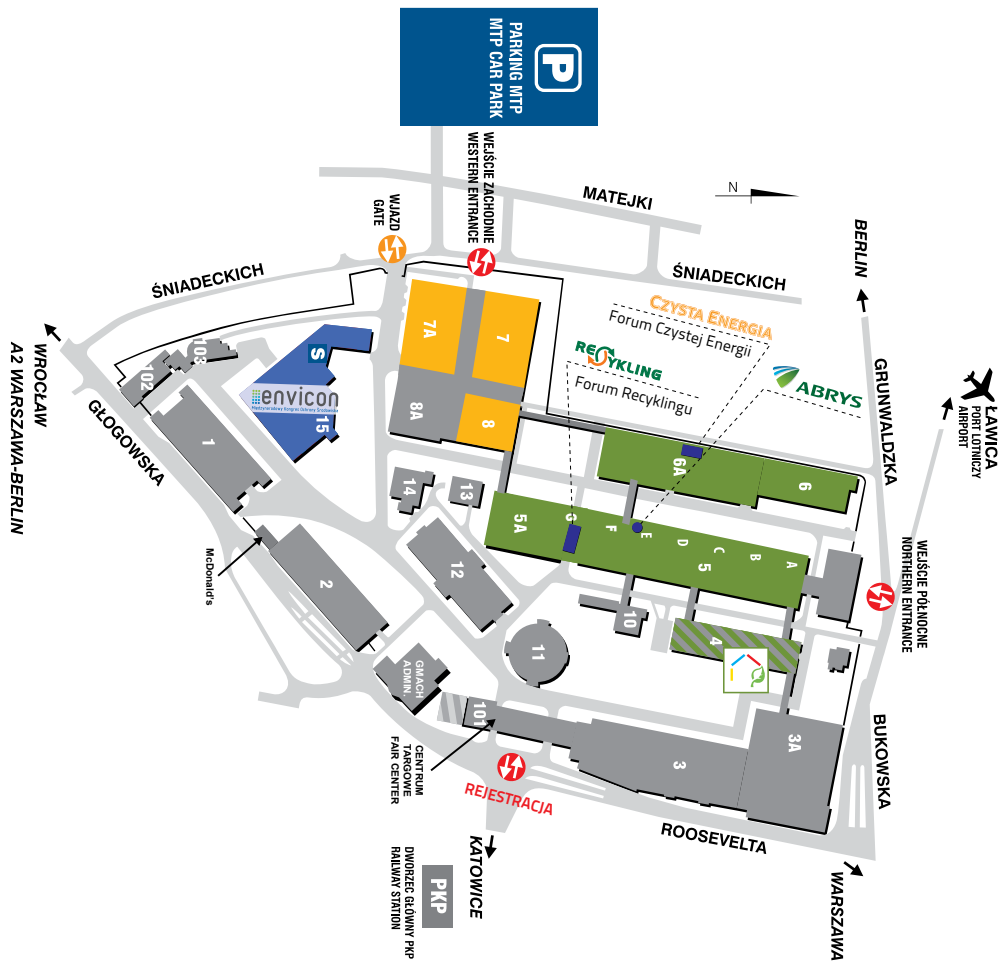 PARKING MTP
MTP CAR PARK
P
WEJŚCIE ZACHODNIE
WESTERN ENTRANCE
WJAZD
GATE
MATEJKI
N
ŚNIADECKICH
ŚNIADECKICH
BERLIN
GRUNWALDZKA
ŁAWICA
PORT LOTNICZY
AIRPORT
CZYSTA ENERGIA
Forum Czystej Energii
RECYKLING
Forum Recyklingu
ABRYS
WROCŁAW
A2 WARSZAWA-BERLIN
GŁOGOWSKA
103
102
S
envicon
Międzynarodowy Kongres Ochrony Środowiska
15
7A
7
8A
8
6A
6
1
14
13
5A
G
F
E
D
C
B
A
5
WEJŚCIE PÓŁNOCNE
NORTHERN ENTRANCE
McDonald's
2
12
10
11
4
GMACH
ADMIN.
101
3
3A
BUKOWSKA
CENTRUM
TARGOWE
FAIR CENTER
REJESTRACJA
ROOSEVELTA
KATOWICE
WARSZAWA
PKP
DWORZEC GŁÓWNY PKP
RAILWAY STATION